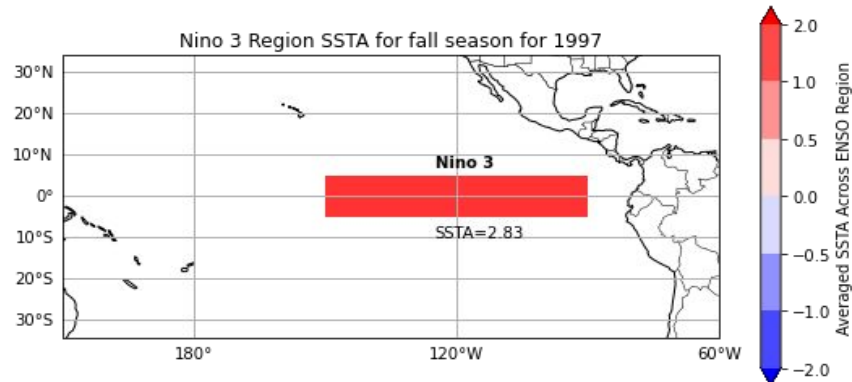 Nino 3 Region SSTA for fall season for 1997
30°N
20°N
10°N
0°
10°S
20°S
30°S
Nino 3
SSTA=2.83
180°
120°W
60°W
2.0
1.0
0.5
0.0
−0.5
−1.0
−2.0
Averaged SSTA Across ENSO Region